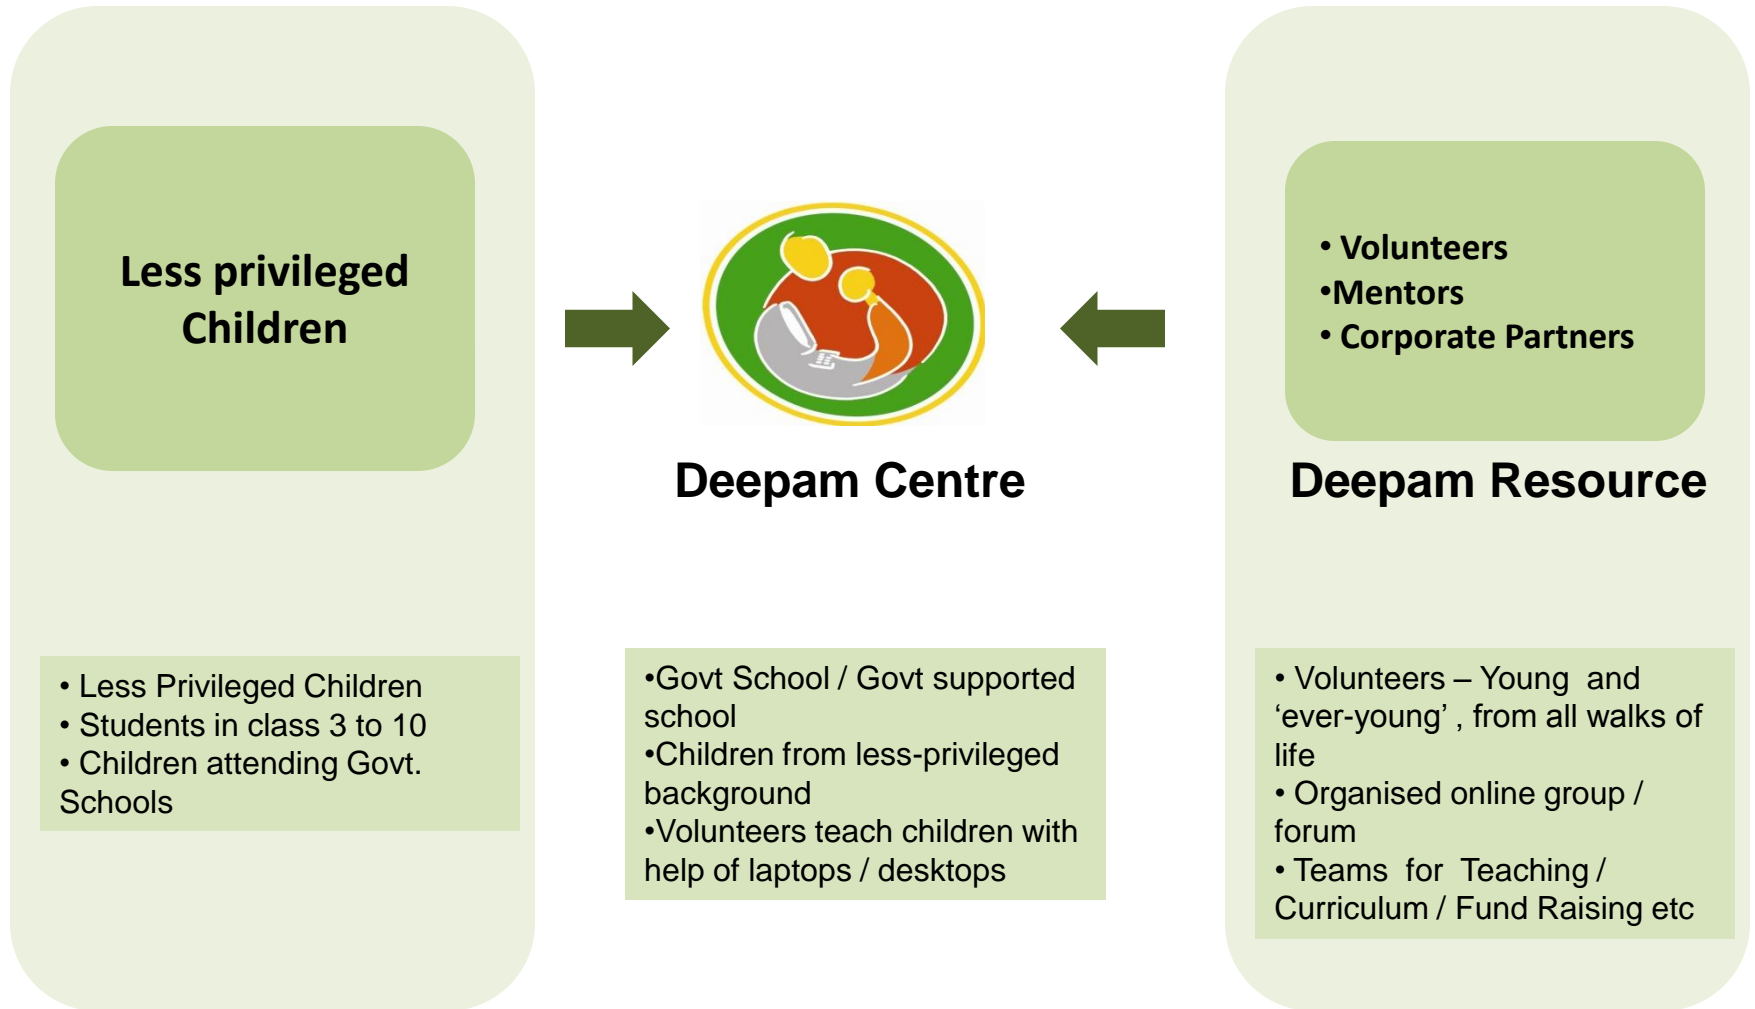 Less privileged
Children
• Less Privileged Children
• Students in class 3 to 10
• Children attending Govt.
Schools
Deepam Centre
•Govt School / Govt supported
school
•Children from less-privileged
background
•Volunteers teach children with
help of laptops / desktops
• Volunteers
•Mentors
• Corporate Partners
Deepam Resource
• Volunteers – Young and
‘ever-young’ , from all walks of
life
• Organised online group /
forum
• Teams for Teaching /
Curriculum / Fund Raising etc